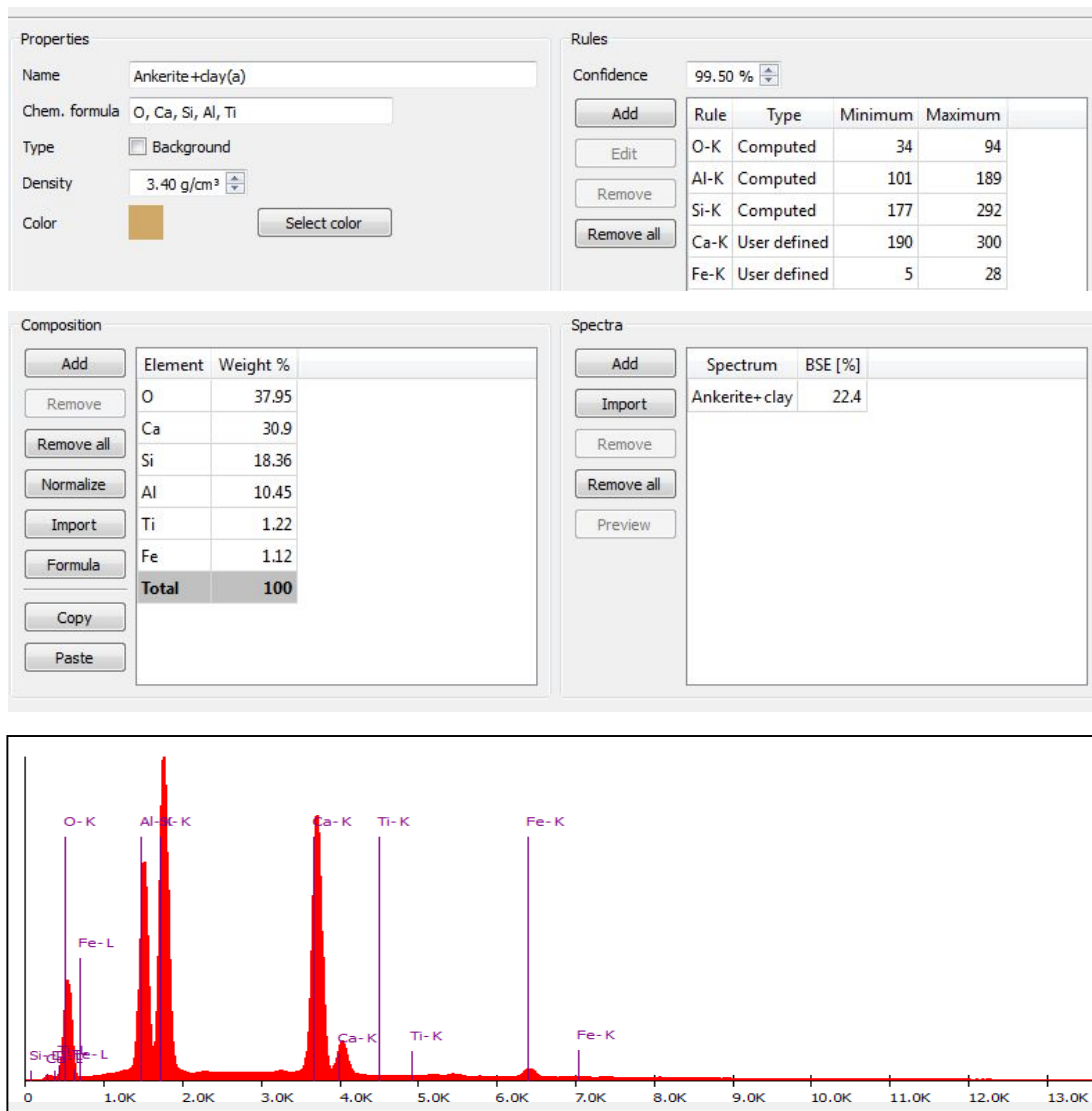 Properties
Name Ankerite+clay(a)
Chem. formula O, Ca, Si, Al, Ti
Type Background
Density 3.40 g/cm³
Color Select color
Rules
Confidence 99.50 %
Add
Edit
Remove
Remove all
Rule Type Minimum Maximum
O-K Computed 34 94
Al-K Computed 101 189
Si-K Computed 177 292
Ca-K User defined 190 300
Fe-K User defined 5 28
Composition
Add
Remove
Remove all
Normalize
Import
Formula
Copy
Paste
Element Weight %
O 37.95
Ca 30.9
Si 18.36
Al 10.45
Ti 1.22
Fe 1.12
Total 100
Spectra
Add
Import
Remove
Remove all
Preview
Spectrum BSE [%]
Ankerite+clay 22.4
O-K Ca-K Ti-K Fe-K
Fe-L
Ca-K Ti-K Fe-K
0 1.0K 2.0K 3.0K 4.0K 5.0K 6.0K 7.0K 8.0K 9.0K 10.0K 11.0K 12.0K 13.0K